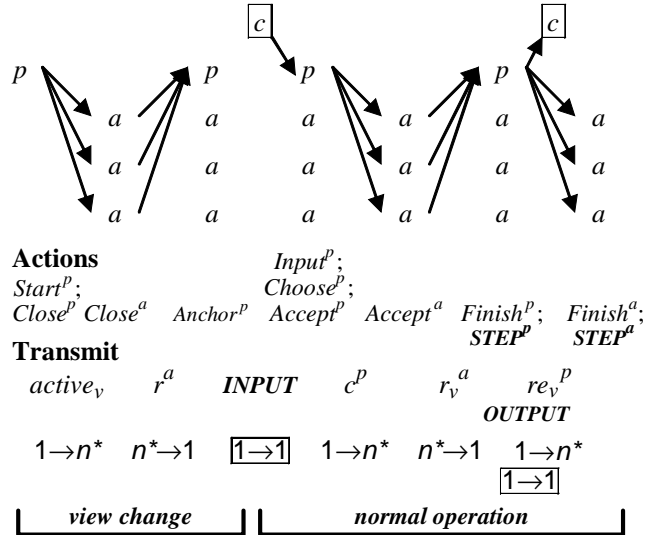 c c
p p p p
a a a a a a
a a a a a a
a a a a a a
Actions Input^p;
Start^p; Choose^p;
Close^p Close^a Anchor^p Accept^p Accept^a Finish^p; Finish^a;
STEP^p STEP^a
Transmit
active_v r^a INPUT c^p r_v^a re_v^p
OUTPUT
1→n* n*→1 1→1 1→n* n*→1 1→n*
1→1
view change normal operation